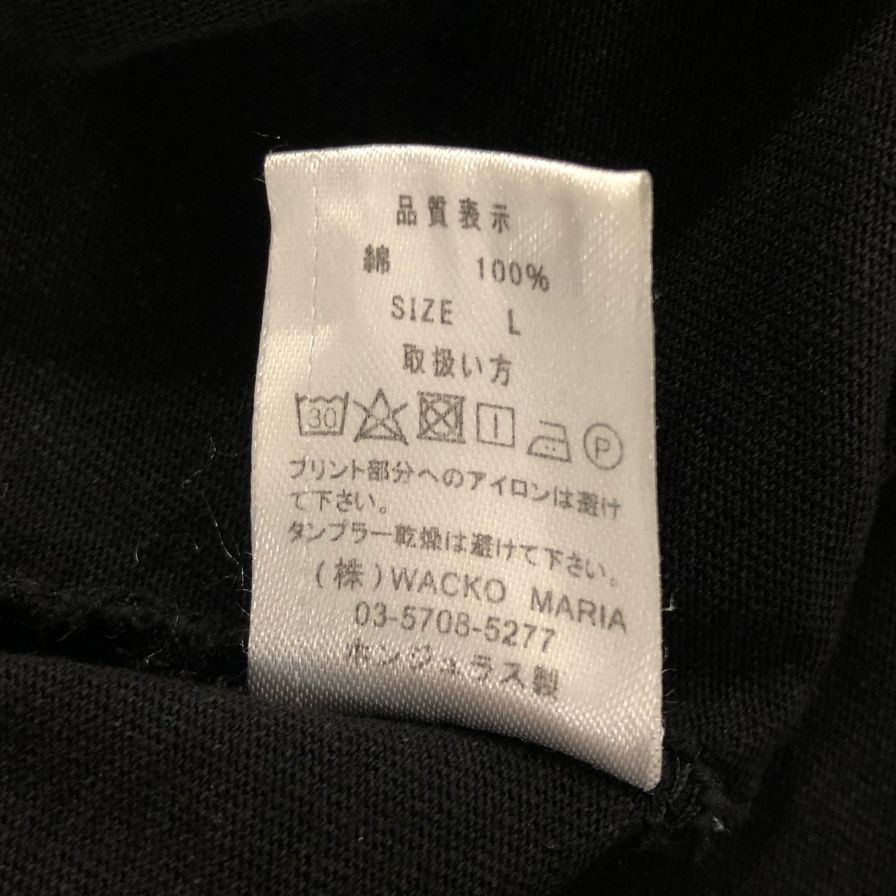 品質表示
綿 100%
SIZE L
取扱い方
30 P
プリント部分へのアイロンは避け
て下さい。
タンブラー乾燥は避けて下さい。
(株)WACKO MARIA
03-5708-5277
ホンジュラス製